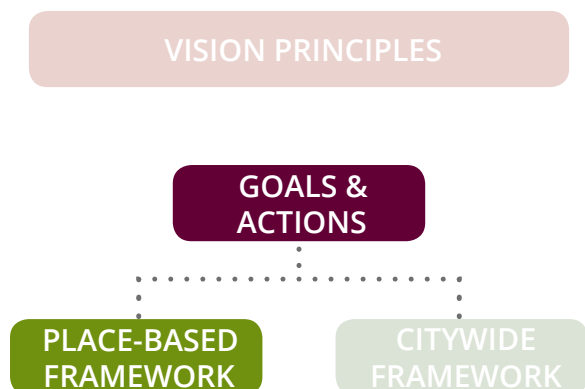 VISION PRINCIPLES
GOALS &
ACTIONS
PLACE-BASED
FRAMEWORK
CITYWIDE
FRAMEWORK